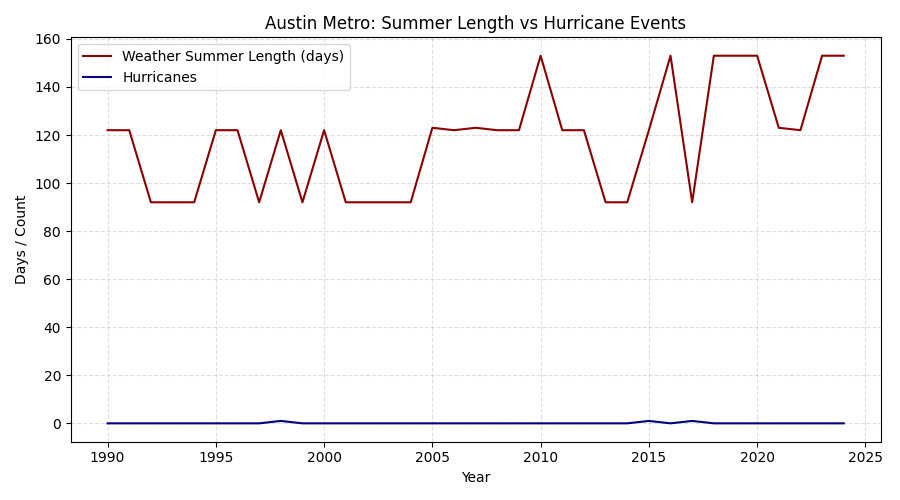 Austin Metro: Summer Length vs Hurricane Events
Weather Summer Length (days)
Hurricanes
Days / Count
160
140
120
100
80
60
40
20
0
1990 1995 2000 2005 2010 2015 2020 2025
Year